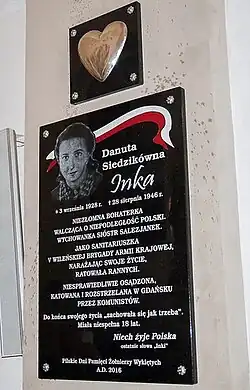 Danuta
Siedzikówna
Inka
* 3 września 1928 r. † 28 sierpnia 1946 r.
NIEZŁOMNA BOHATERKA
WALCZĄCA O NIEPODLEGŁOŚĆ POLSKI.
WYCHOWANKA SIÓSTR SALEZJANEK.
JAKO SANITARIUSZKA
V WILEŃSKIEJ BRYGADY ARMII KRAJOWEJ,
NARAŻAJĄC SWOJE ŻYCIE,
RATOWAŁA RANNYCH.
NIESPRAWIEDLIWIE OSĄDZONA,
KATOWANA I ROZSTRZELANA W GDAŃSKU
PRZEZ KOMUNISTÓW.
Do końca swojego życia „zachowała się jak trzeba”.
Miała niespełna 18 lat.
Niech żyje Polska
ostatnie słowa „Inki”
Pilskie Dni Pamięci Żołnierzy Wyklętych
A.D. 2016